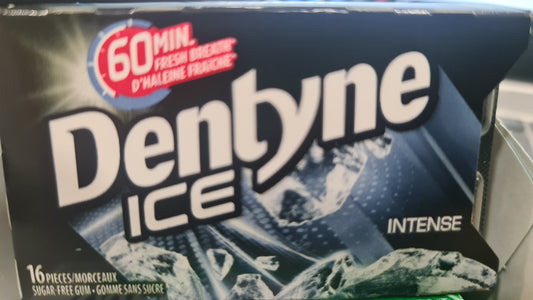 60 MIN.
FRESH BREATH*
D'HALEINE FRAÎCHE*
Dentyne
ICE
INTENSE
16 PIECES/MORCEAUX
SUGAR FREE GUM • GOMME SANS SUCRE